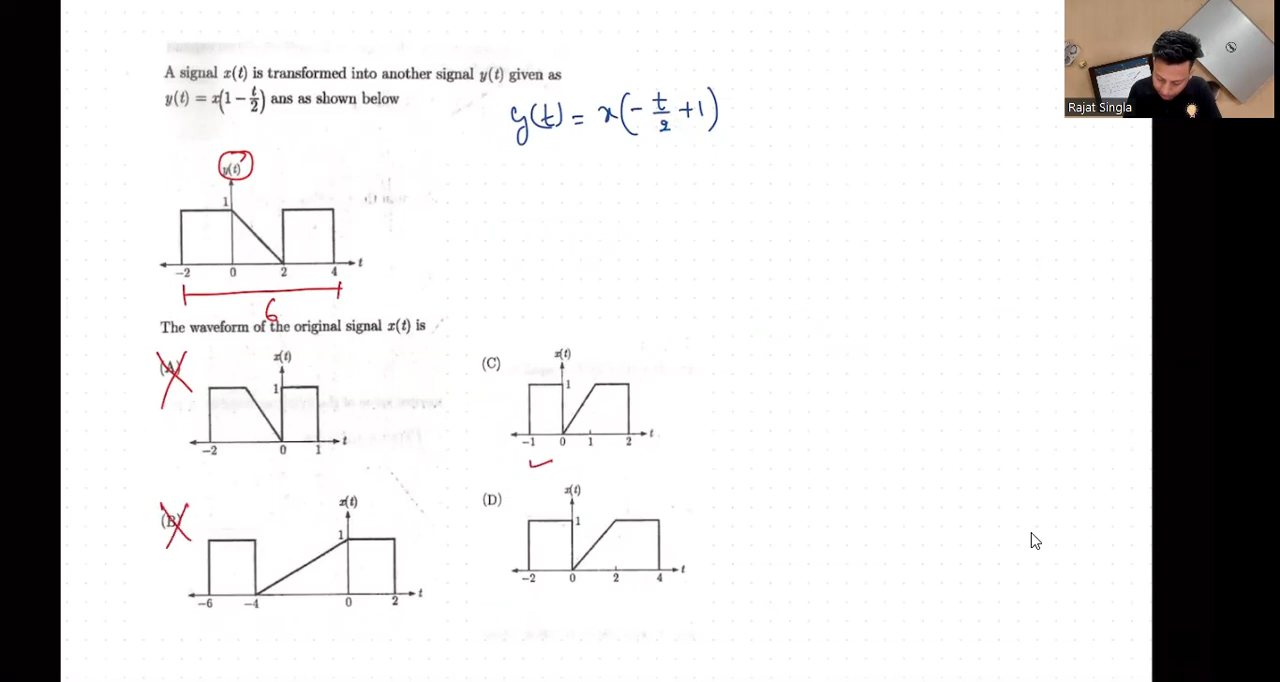 A signal x(t) is transformed into another signal y(t) given as
y(t) = x(1 − t/2) ans as shown below
y(t) = x(−t/2 + 1)
Rajat Singla
y(t)
1
−2 0 2 4 t
6
The waveform of the original signal x(t) is
(A)
x(t)
1
−2 0 1 t
(B)
x(t)
1
−6 −4 0 2 t
(C)
x(t)
1
−1 0 1 2 t
(D)
x(t)
1
−2 0 2 4 t